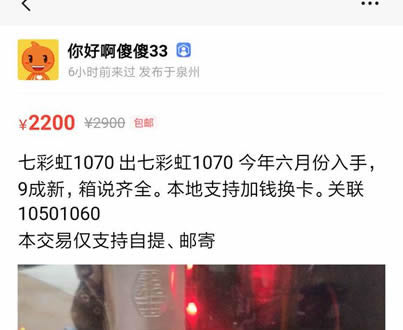 你好啊傻傻33
6小时前来过 发布于泉州
¥2200 ¥2900 包邮
七彩虹1070 出七彩虹1070 今年六月份入手，
9成新，箱说齐全。本地支持加钱换卡。关联
10501060
本交易仅支持自提、邮寄